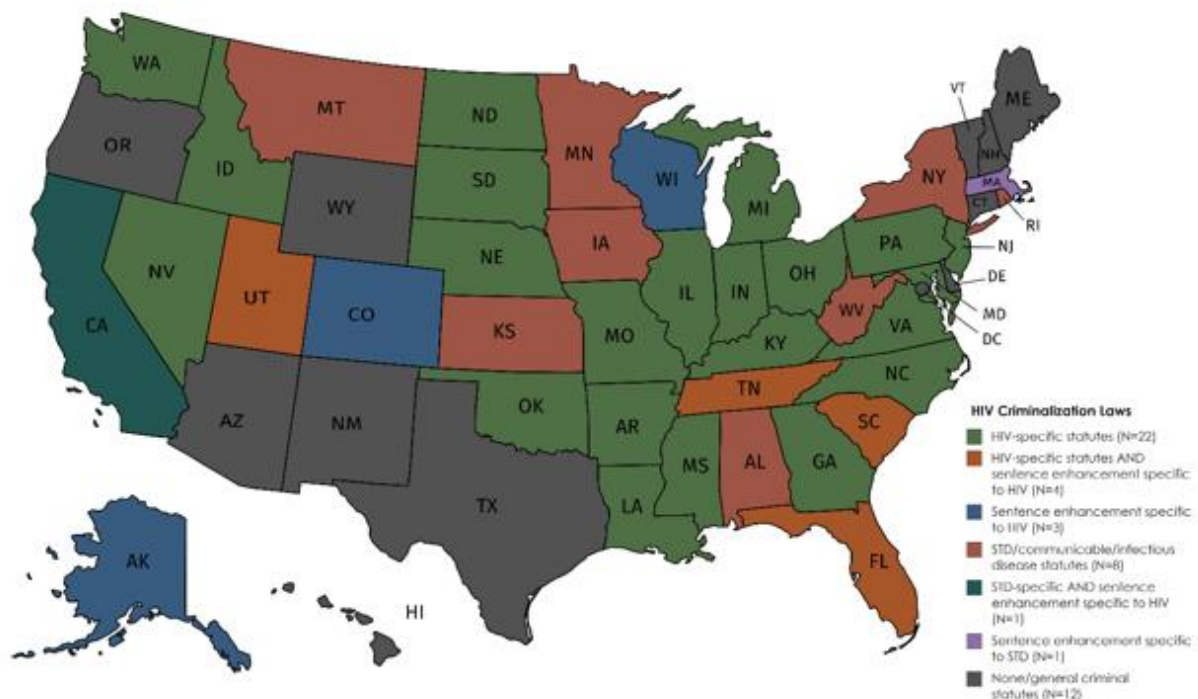 WA
MT
ND
MN
VT
ME
OR
ID
SD
WI
NH
NY
MA
CT
RI
WY
MI
IA
PA
NJ
NE
OH
NV
UT
IL
IN
DE
CA
CO
WV
MD
KS
MO
VA
KY
DC
NC
TN
OK
AZ
NM
AR
SC
MS
AL
GA
TX
LA
FL
AK
HI
HIV Criminalization Laws
HIV-specific statutes (N=22)
HIV-specific statutes AND
sentence enhancement specific
to HIV (N=4)
Sentence enhancement specific
to HIV (N=3)
STD/communicable/infectious
disease statutes (N=8)
STD-specific AND sentence
enhancement specific to HIV
(N=1)
Sentence enhancement specific
to STD (N=1)
None/general criminal
statutes (N=12)